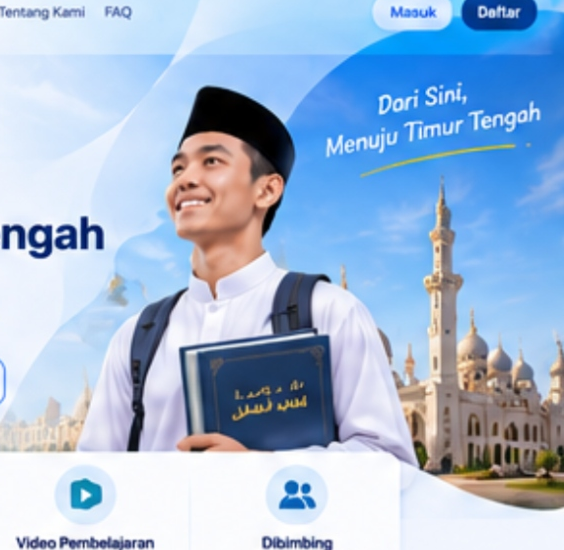 Tentang Kami FAQ Masuk Daftar
Dari Sini,
Menuju Timur Tengah
ngah
Video Pembelajaran
Dibimbing